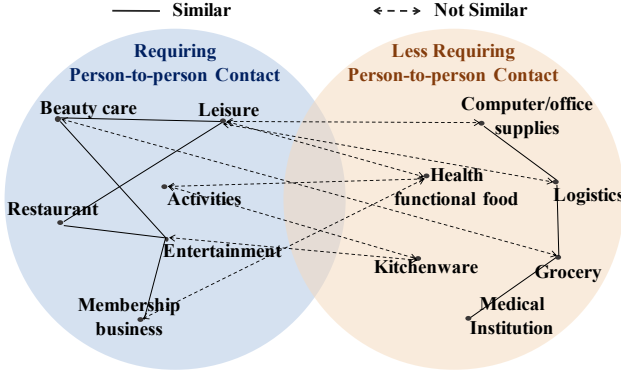 Similar
Not Similar
Requiring
Person-to-person Contact
Less Requiring
Person-to-person Contact
Beauty care
Leisure
Computer/office
supplies
Activities
Health
functional food
Logistics
Restaurant
Entertainment
Kitchenware
Grocery
Membership
business
Medical
Institution